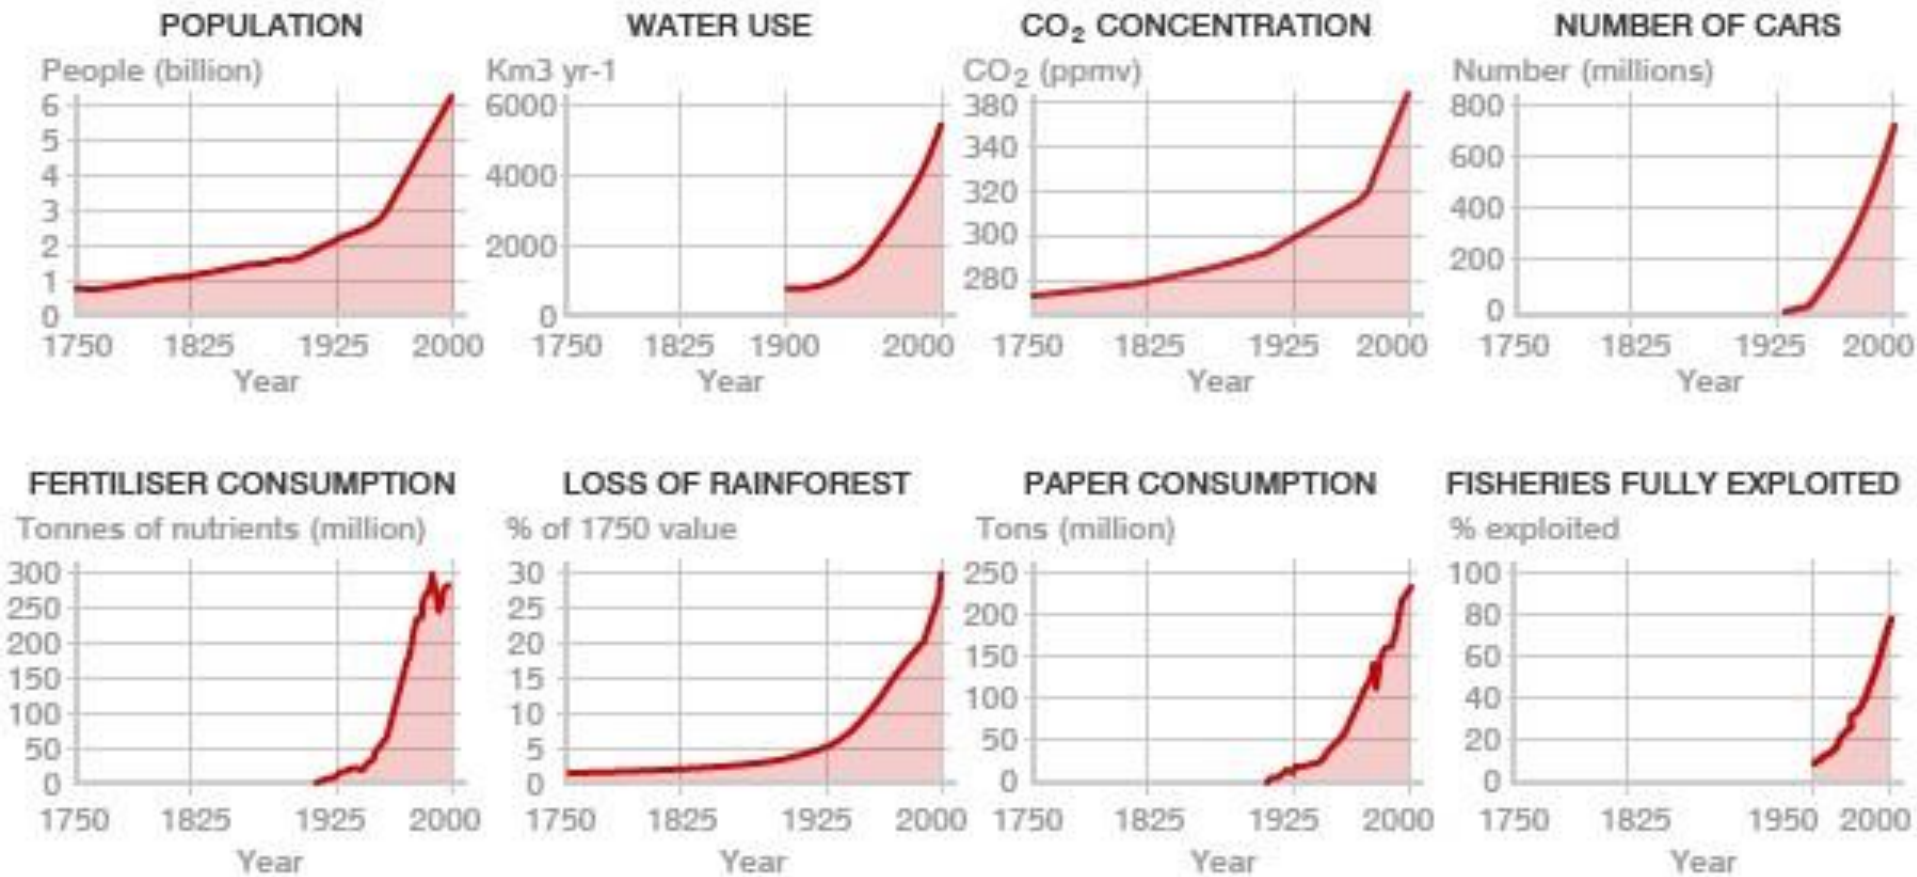 POPULATION
People (billion)
6
5
4
3
2
1
0
1750 1825 1925 2000
Year
WATER USE
Km3 yr-1
6000
4000
2000
0
1750 1825 1900 2000
Year
CO₂ CONCENTRATION
CO₂ (ppmv)
380
340
320
300
280
1750 1825 1925 2000
Year
NUMBER OF CARS
Number (millions)
800
600
400
200
0
1750 1825 1925 2000
Year
FERTILISER CONSUMPTION
Tonnes of nutrients (million)
300
250
200
150
100
50
0
1750 1825 1925 2000
Year
LOSS OF RAINFOREST
% of 1750 value
30
25
20
15
10
5
0
1750 1825 1925 2000
Year
PAPER CONSUMPTION
Tons (million)
250
200
150
100
50
0
1750 1825 1925 2000
Year
FISHERIES FULLY EXPLOITED
% exploited
100
80
60
40
20
0
1750 1825 1950 2000
Year